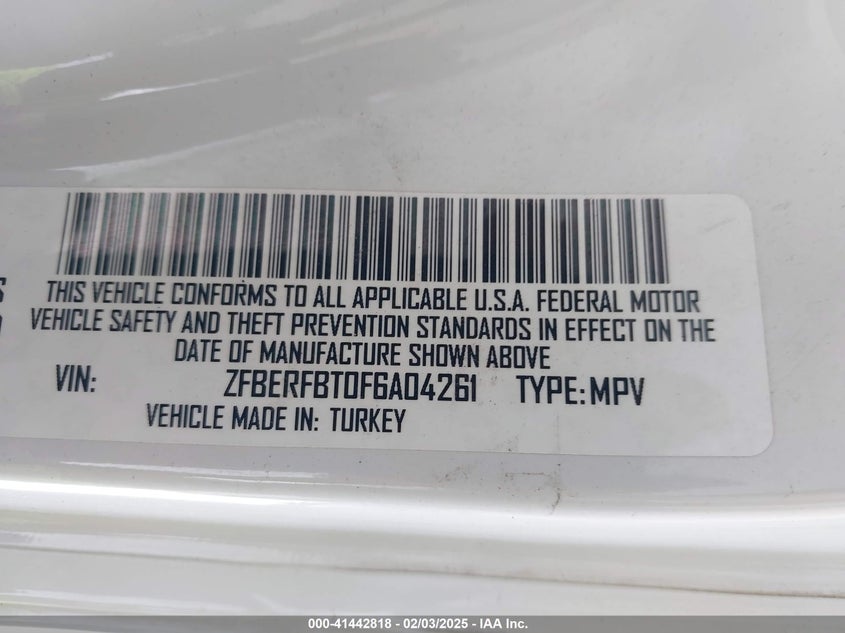 THIS VEHICLE CONFORMS TO ALL APPLICABLE U.S.A. FEDERAL MOTOR
VEHICLE SAFETY AND THEFT PREVENTION STANDARDS IN EFFECT ON THE
DATE OF MANUFACTURE SHOWN ABOVE
VIN: ZFBERFBT0F6A04261 TYPE: MPV
VEHICLE MADE IN: TURKEY
000-41442818 - 02/03/2025 - IAA Inc.